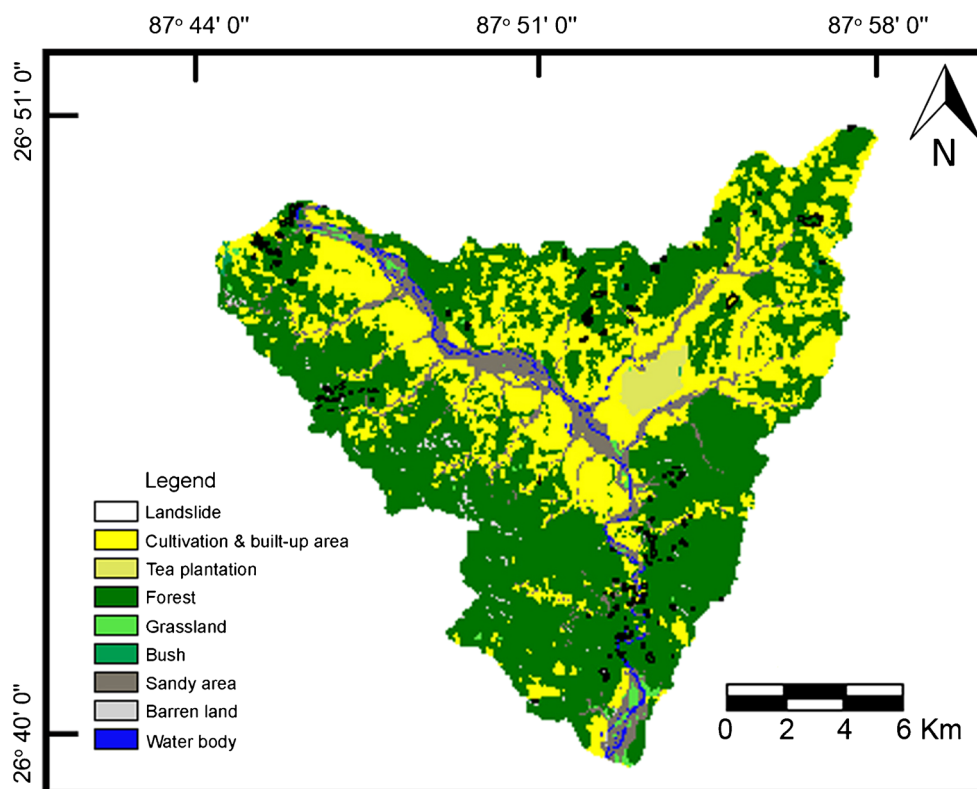 87° 44' 0"
87° 51' 0"
87° 58' 0"
26° 51' 0"
N
Legend
Landslide
Cultivation & built-up area
Tea plantation
Forest
Grassland
Bush
Sandy area
Barren land
Water body
26° 40' 0"
0 2 4 6 Km